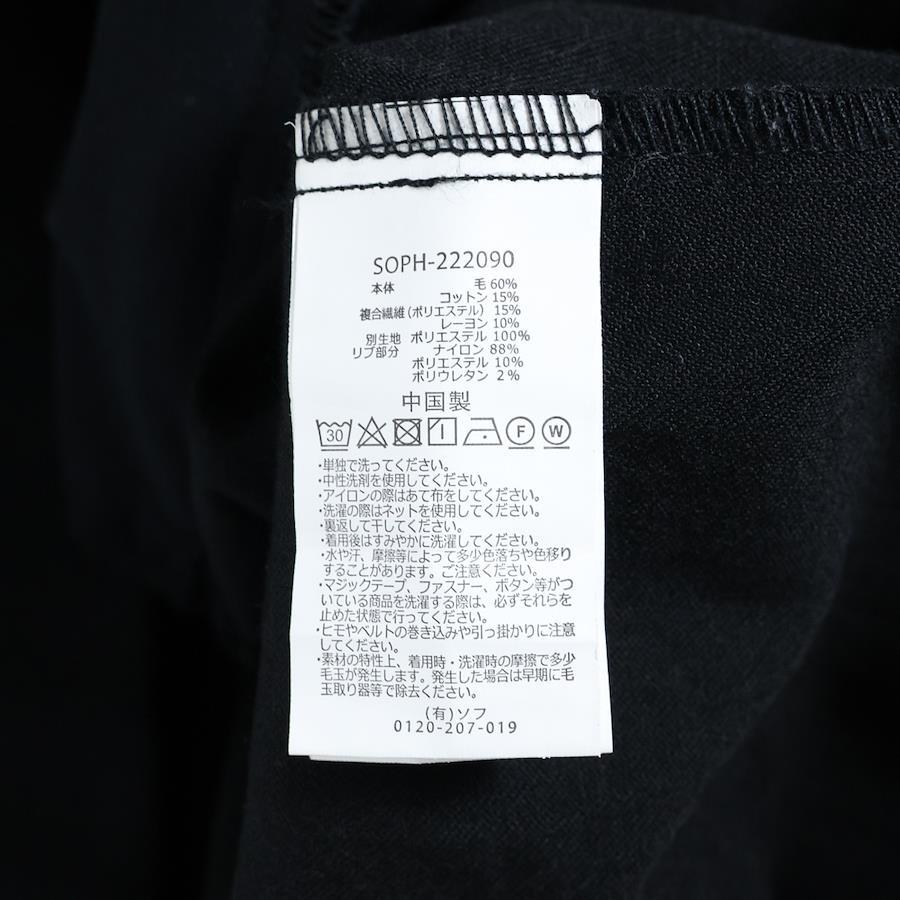 SOPH-222090
本体 毛 60%
コットン 15%
複合繊維(ポリエステル) 15%
レーヨン 10%
別生地 ポリエステル 100%
リブ部分 ナイロン 88%
ポリエステル 10%
ポリウレタン 2%
中国製
30 F W
・単独で洗ってください。
・中性洗剤を使用してください。
・アイロンの際はあて布をしてください。
・洗濯の際はネットを使用してください。
・裏返して干してください。
・着用後はすみやかに洗濯してください。
・水や汗、摩擦等によって多少色落ちや色移り
することがあります。ご注意ください。
・マジックテープ、ファスナー、ボタン等がつ
いている商品を洗濯する際は、必ずそれらを
止めた状態で行ってください。
・ヒモやベルトの巻き込みや引っ掛かりに注意
してください。
・素材の特性上、着用時・洗濯時の摩擦で多少
毛玉が発生します。発生した場合は早期に毛
玉取り器等で除去ください。
(有)ソフ
0120-207-019